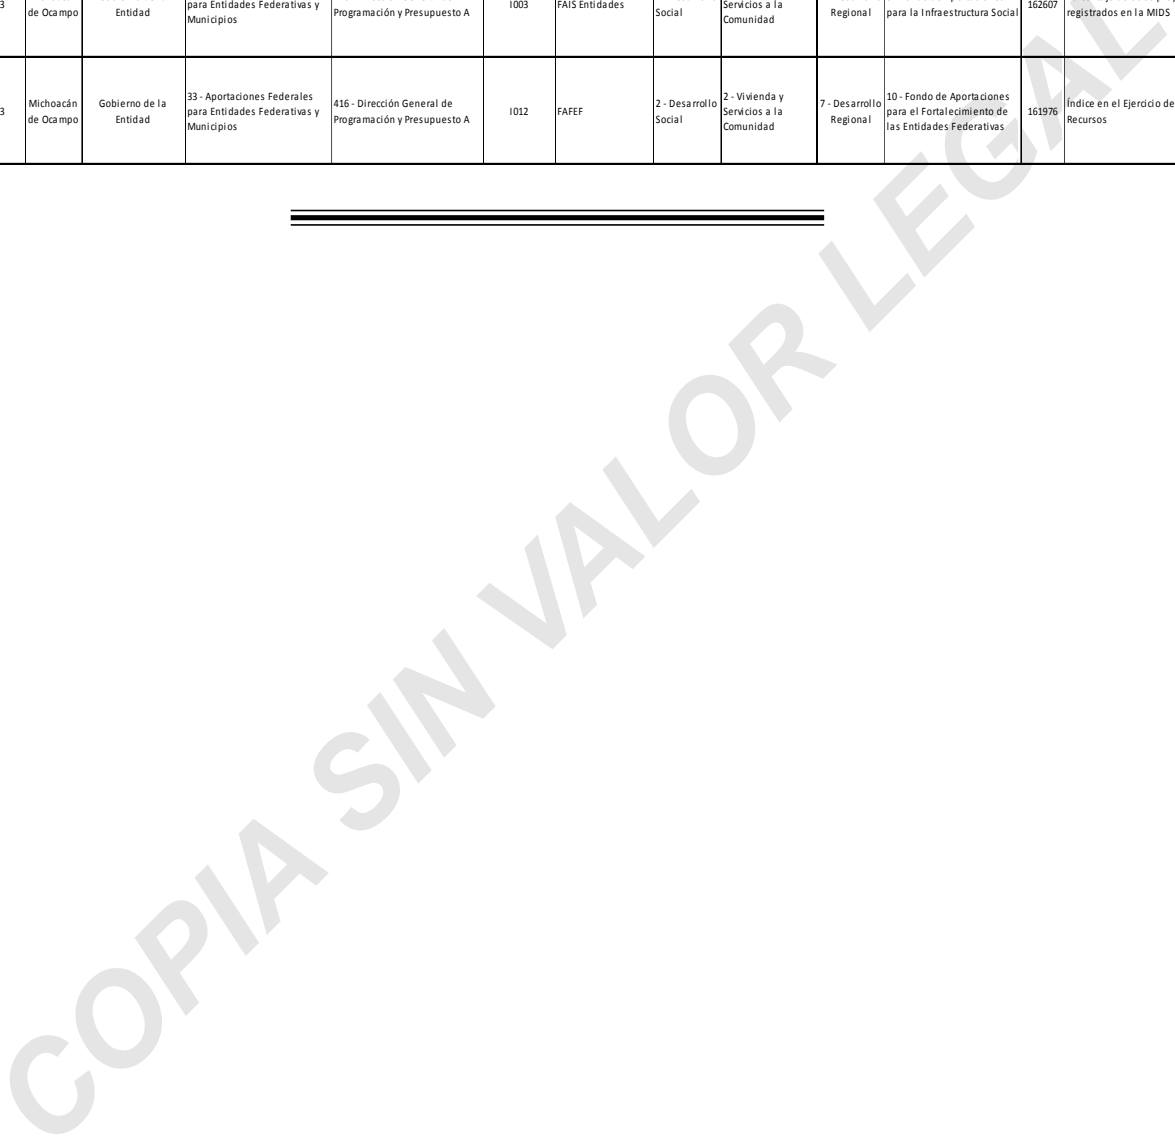 3
de Ocampo
Entidad
para Entidades Federativas y
Municipios
Programación y Presupuesto A
I003
FAIS Entidades
Social
Servicios a la
Comunidad
Regional
para la Infraestructura Social
162607
registrados en la MIDS
3
Michoacán
de Ocampo
Gobierno de la
Entidad
33 - Aportaciones Federales
para Entidades Federativas y
Municipios
416 - Dirección General de
Programación y Presupuesto A
I012
FAFEF
2 - Desarrollo
Social
2 - Vivienda y
Servicios a la
Comunidad
7 - Desarrollo
Regional
10 - Fondo de Aportaciones
para el Fortalecimiento de
las Entidades Federativas
161976
Índice en el Ejercicio de
Recursos
COPIA SIN VALOR LEGAL